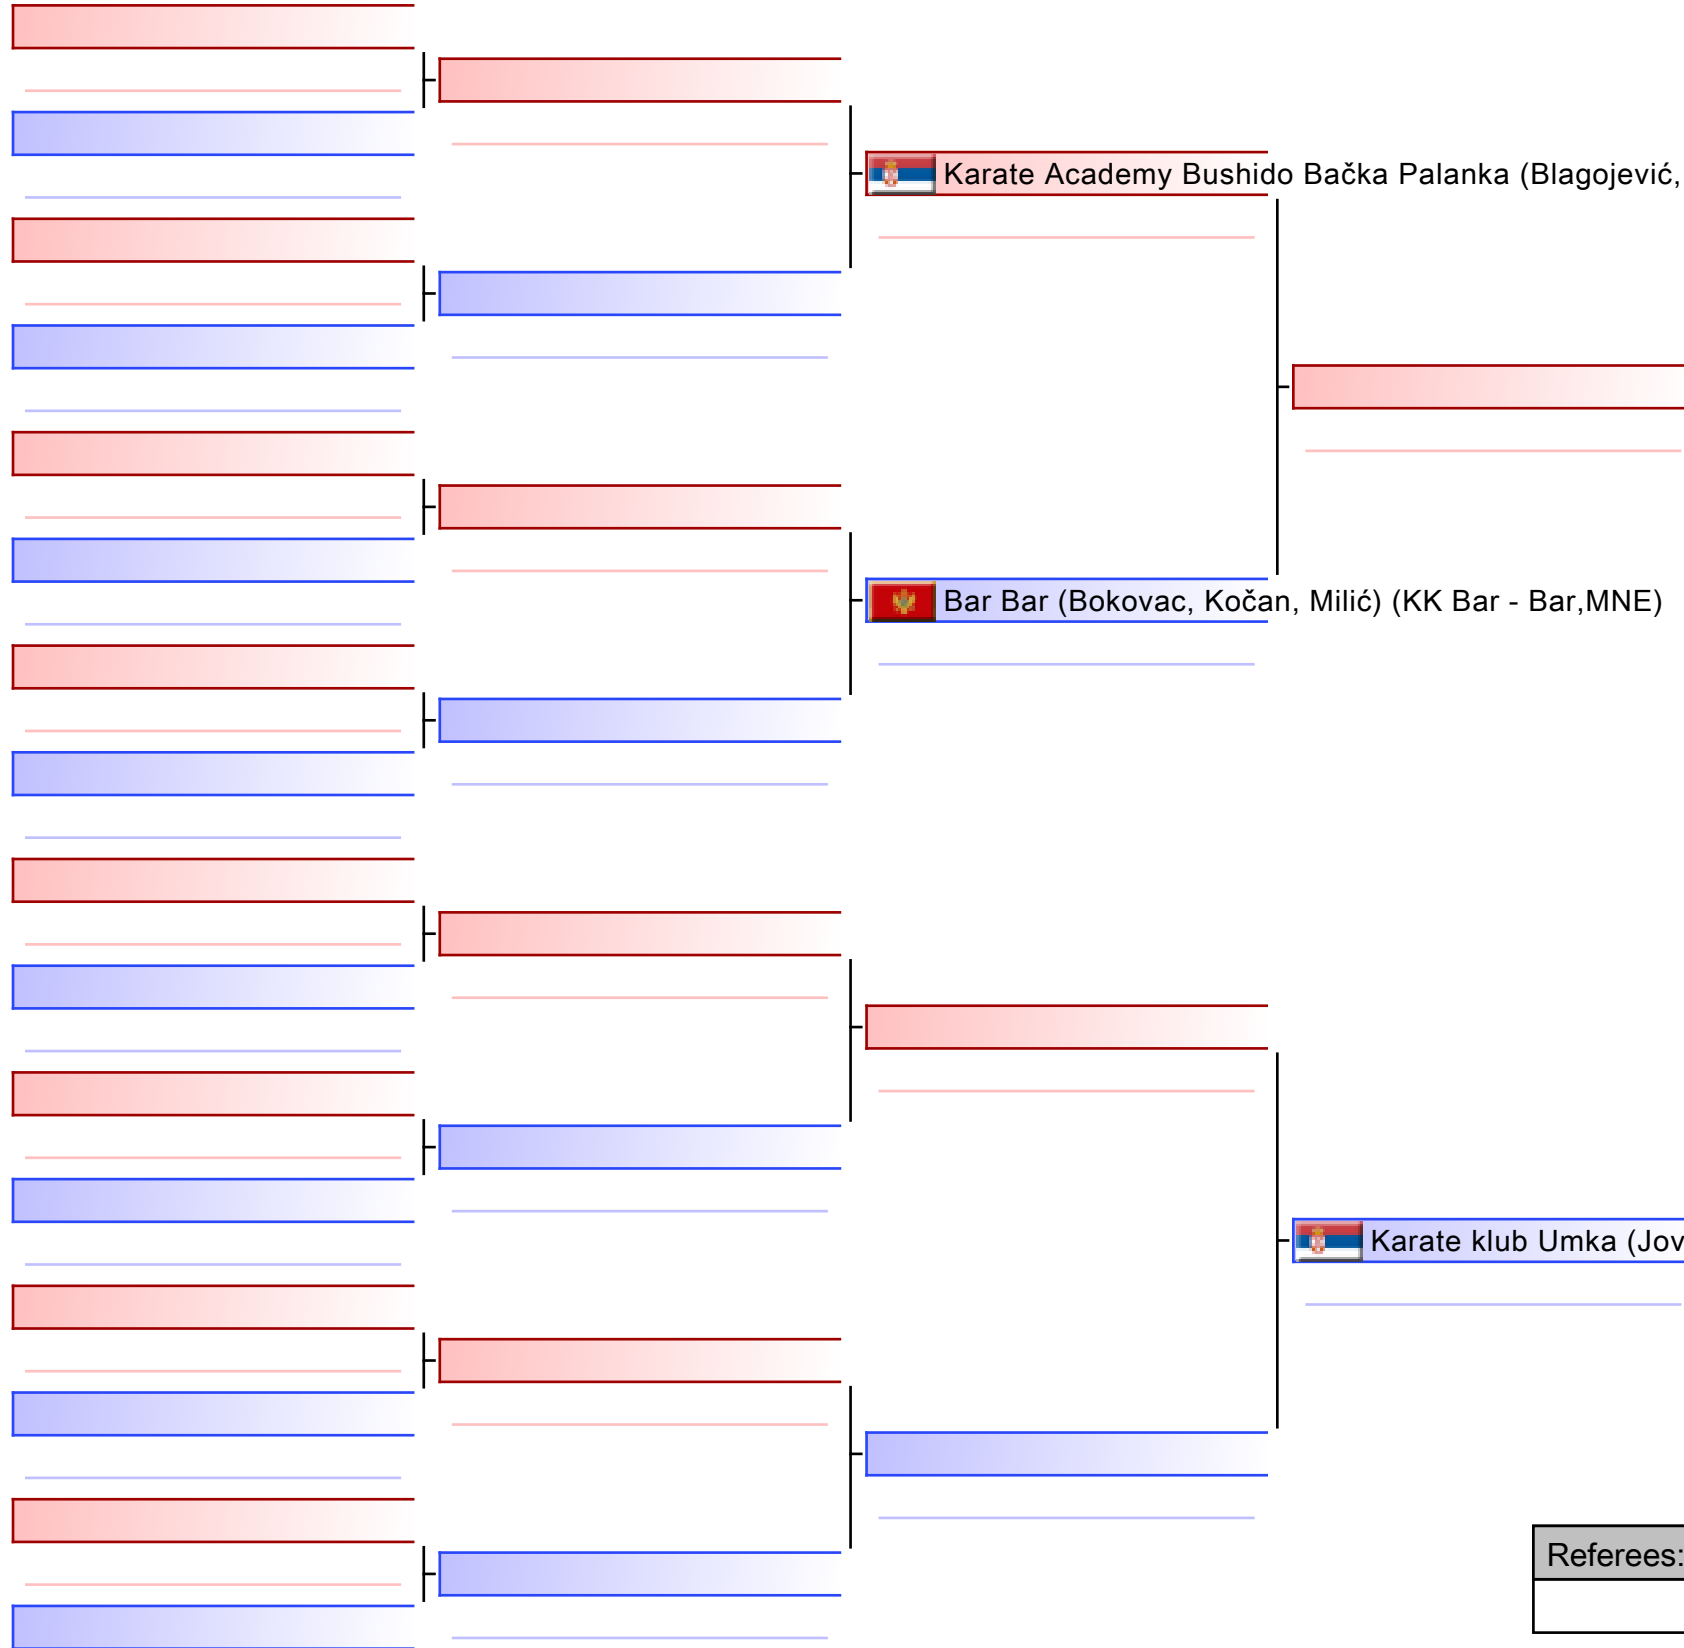 Karate Academy Bushido Bačka Palanka (Blagojević,
Bar Bar (Bokovac, Kočan, Milić) (KK Bar - Bar,MNE)
Karate klub Umka (Jov
Referees: